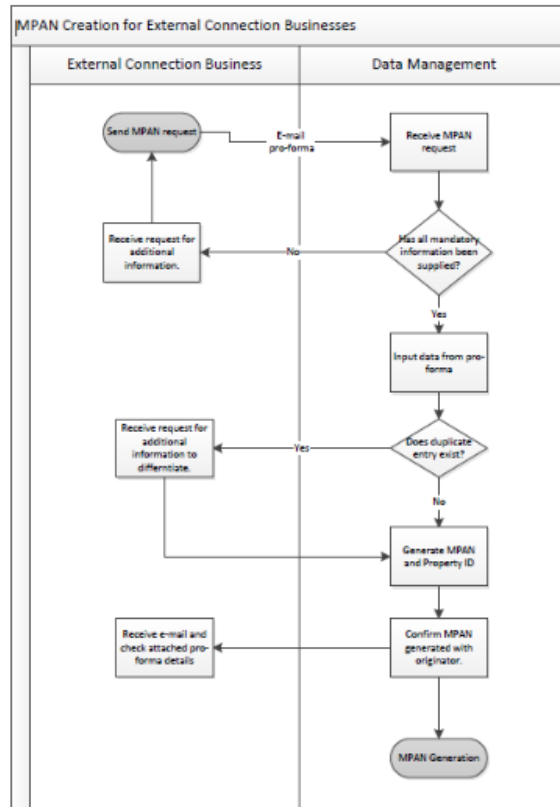 MPAN Creation for External Connection Businesses
External Connection Business
Data Management
Send MPAN request
E-mail
pro-forma
Receive MPAN
request
Receive request for
additional
information.
No
Has all mandatory
information been
supplied?
Yes
Input data from pro-
forma
Receive request for
additional
information to
differntiate.
Yes
Does duplicate
entry exist?
No
Generate MPAN
and Property ID
Receive e-mail and
check attached pro-
forma details
Confirm MPAN
generated with
originator.
MPAN Generation